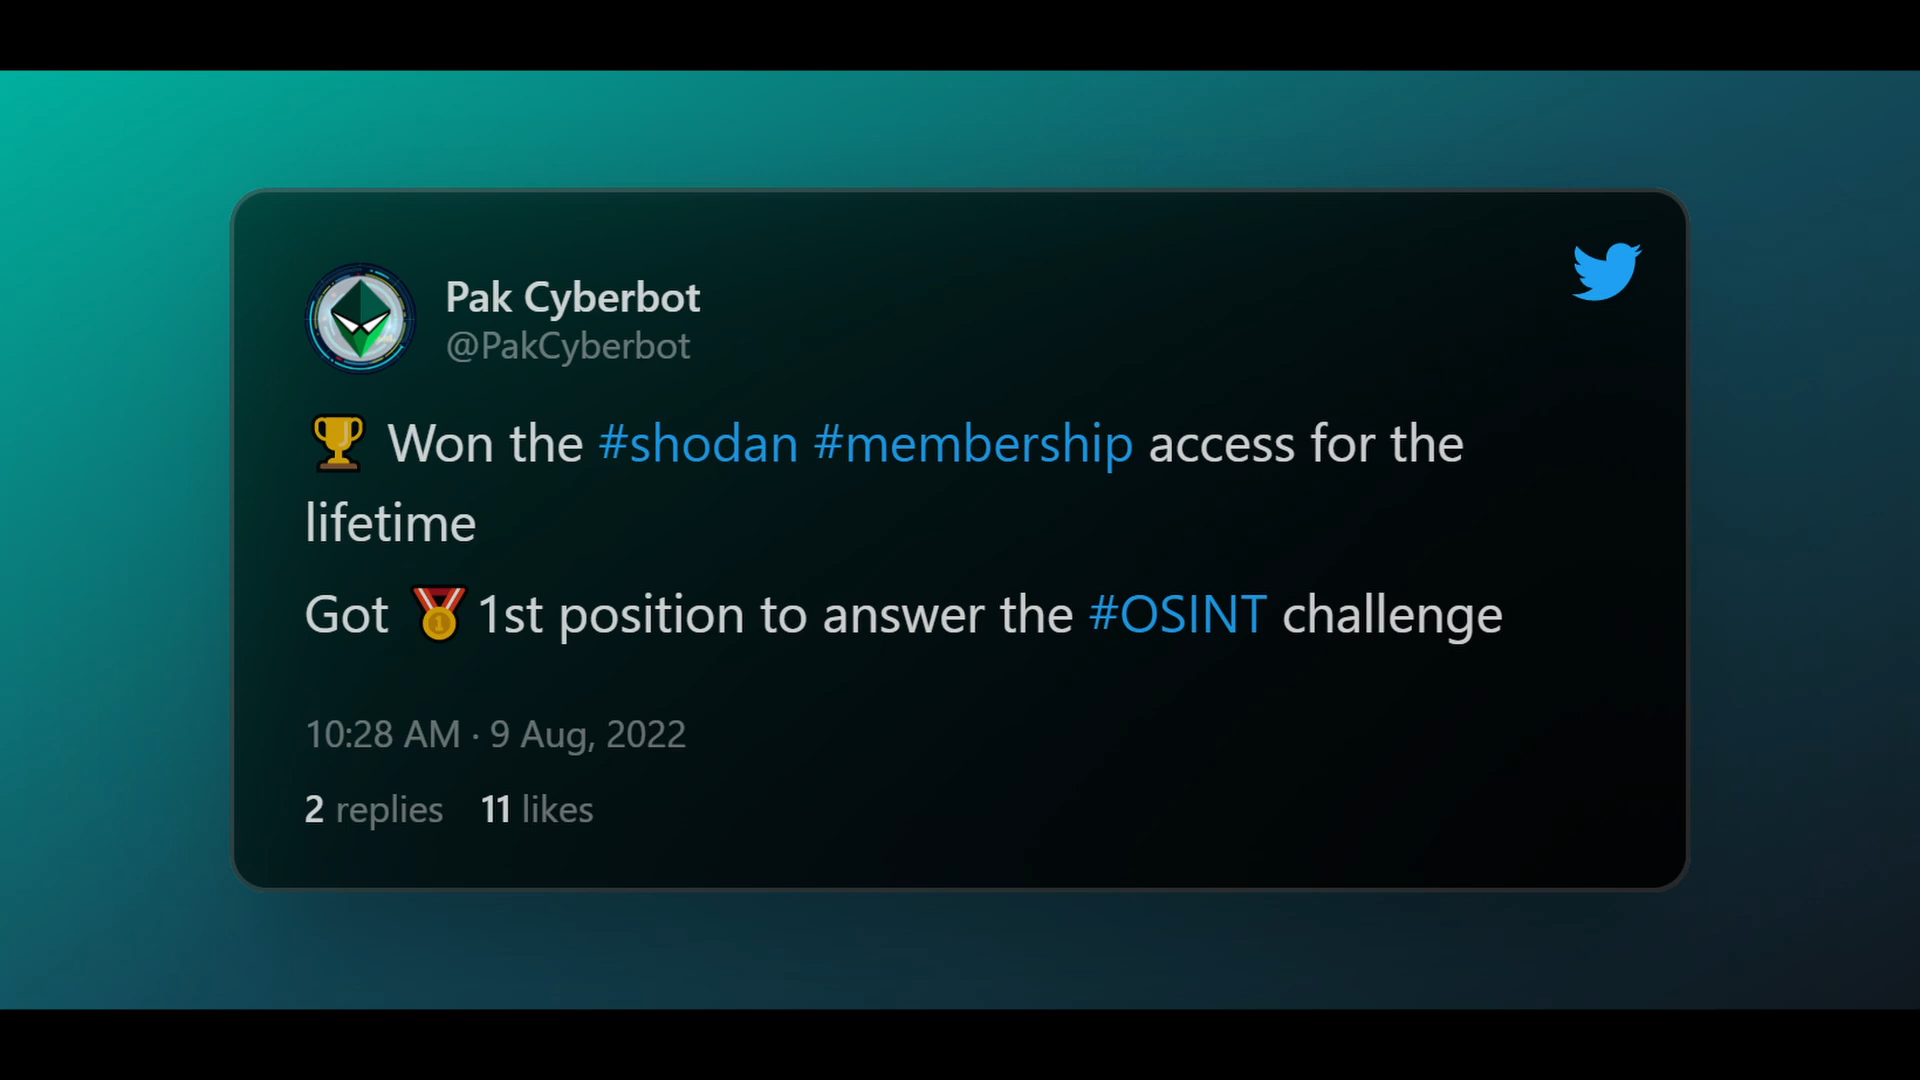 Pak Cyberbot
@PakCyberbot
🏆 Won the #shodan #membership access for the
lifetime
Got 🥇1st position to answer the #OSINT challenge
10:28 AM · 9 Aug, 2022
2 replies 11 likes